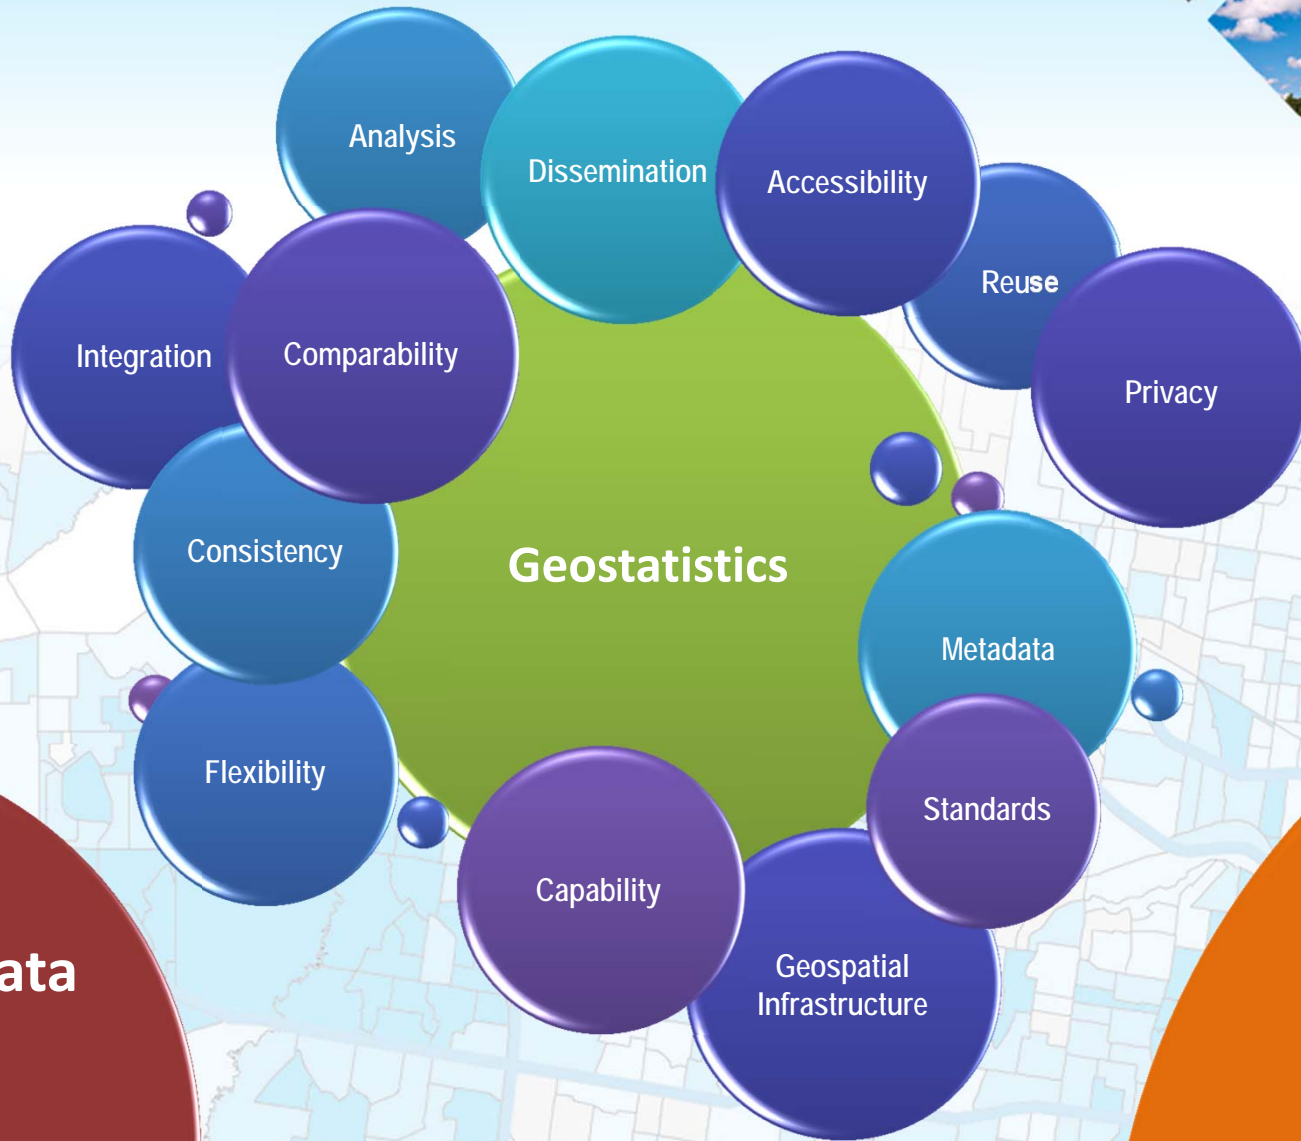 Analysis
Dissemination
Accessibility
Reuse
Privacy
Integration
Comparability
Consistency
Geostatistics
Metadata
Flexibility
Standards
Capability
Geospatial
Infrastructure
ata